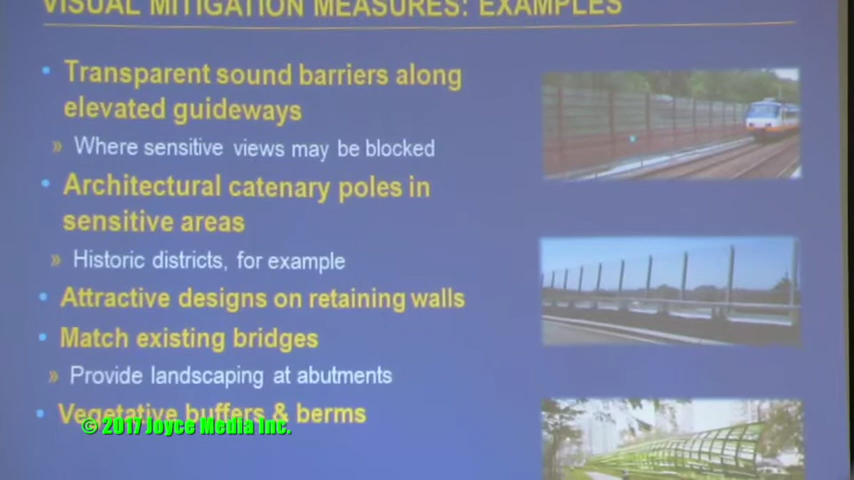 VISUAL MITIGATION MEASURES: EXAMPLES
• Transparent sound barriers along
elevated guideways
» Where sensitive views may be blocked
• Architectural catenary poles in
sensitive areas
» Historic districts, for example
• Attractive designs on retaining walls
• Match existing bridges
» Provide landscaping at abutments
• Vegetative buffers & berms
© 2017 Joyce Media Inc.